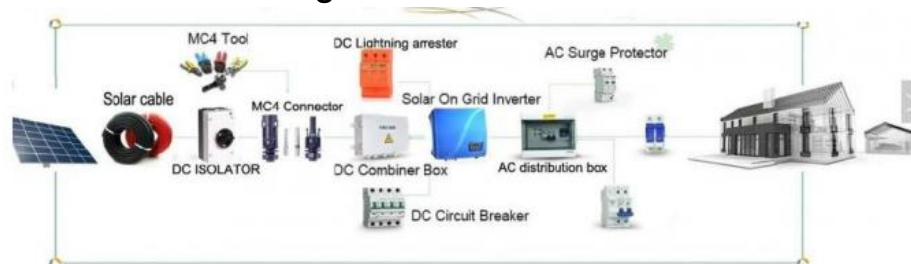 MC4 Tool
DC Lightning arrester
AC Surge Protector
Solar cable
MC4 Connector
Solar On Grid Inverter
DC ISOLATOR
DC Combiner Box
AC distribution box
DC Circuit Breaker